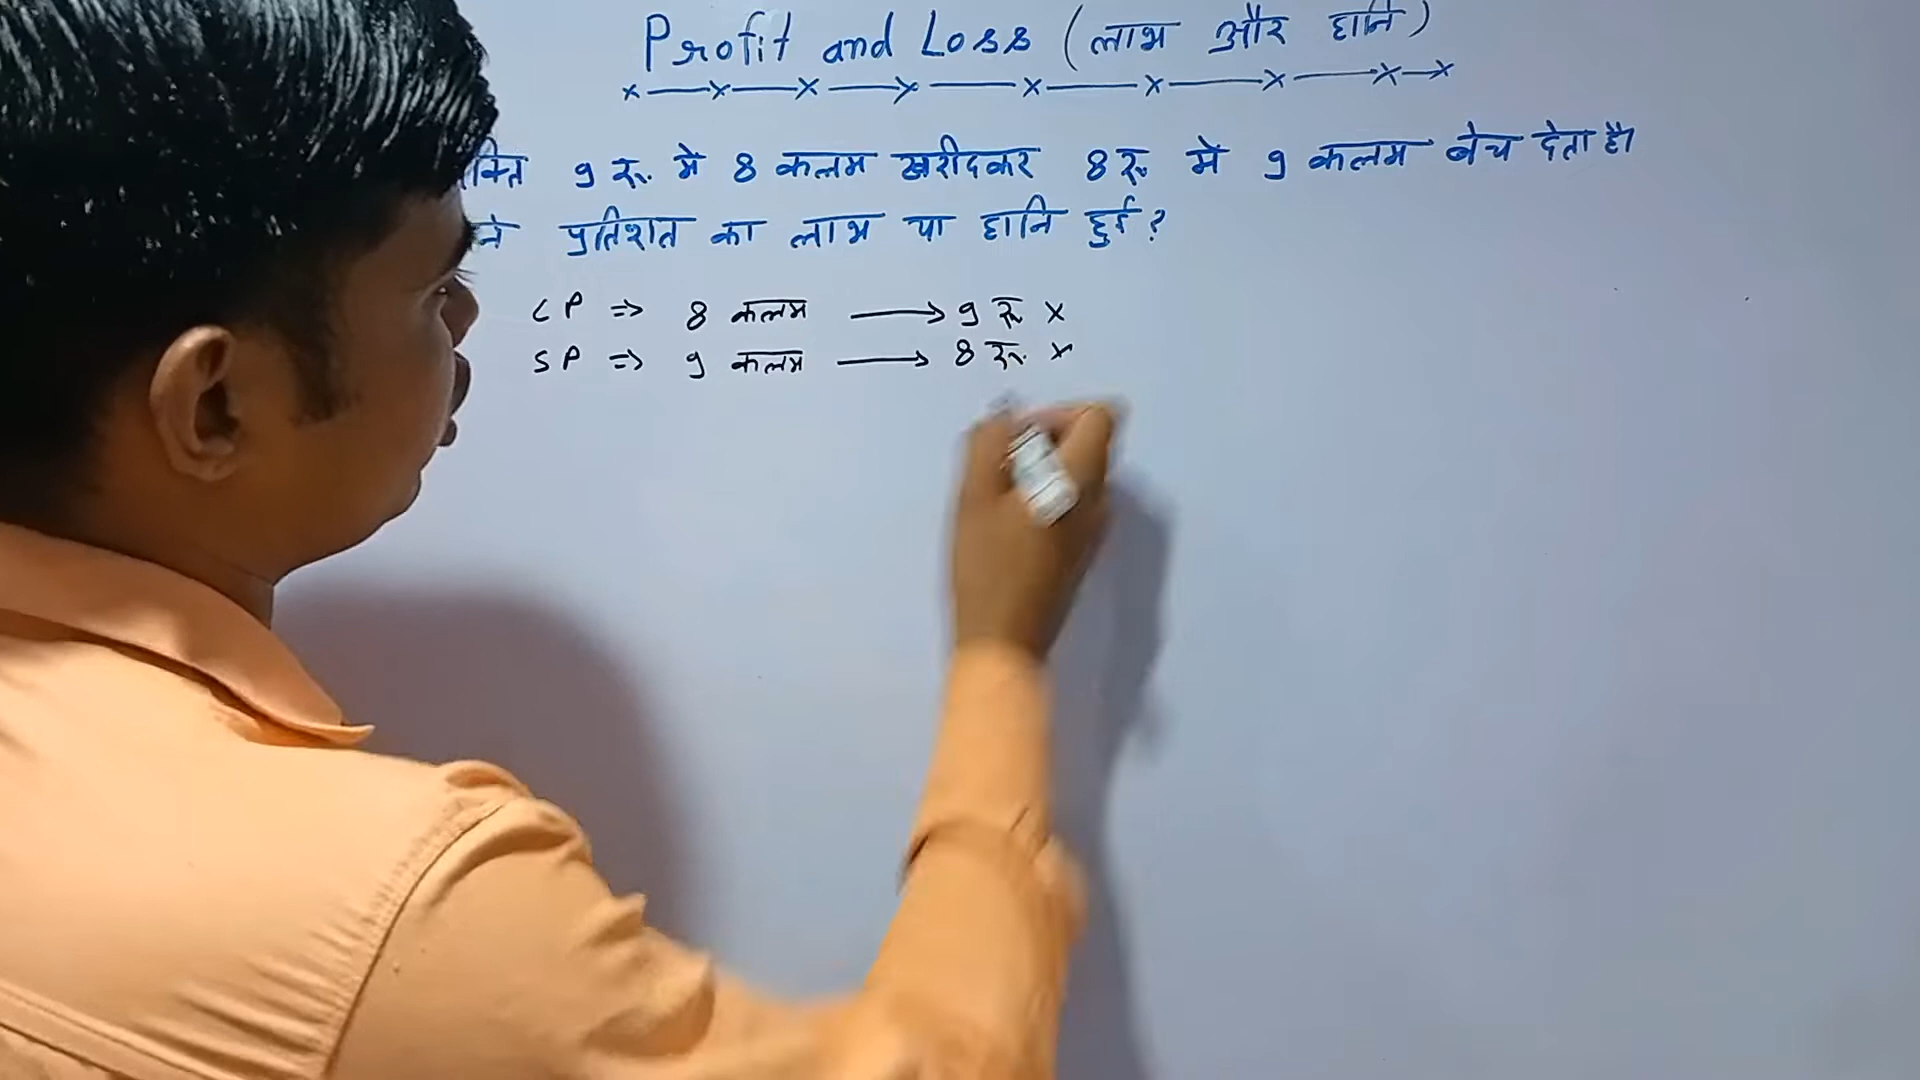 Profit and Loss (लाभ और हानि)
9 रू. में 8 कलम खरीदकर 8 रू में 9 कलम बेच देता है।
प्रतिशत का लाभ या हानि हुई ?
CP => 8 कलम → 9 रू ×
SP => 9 कलम → 8 रू. ×